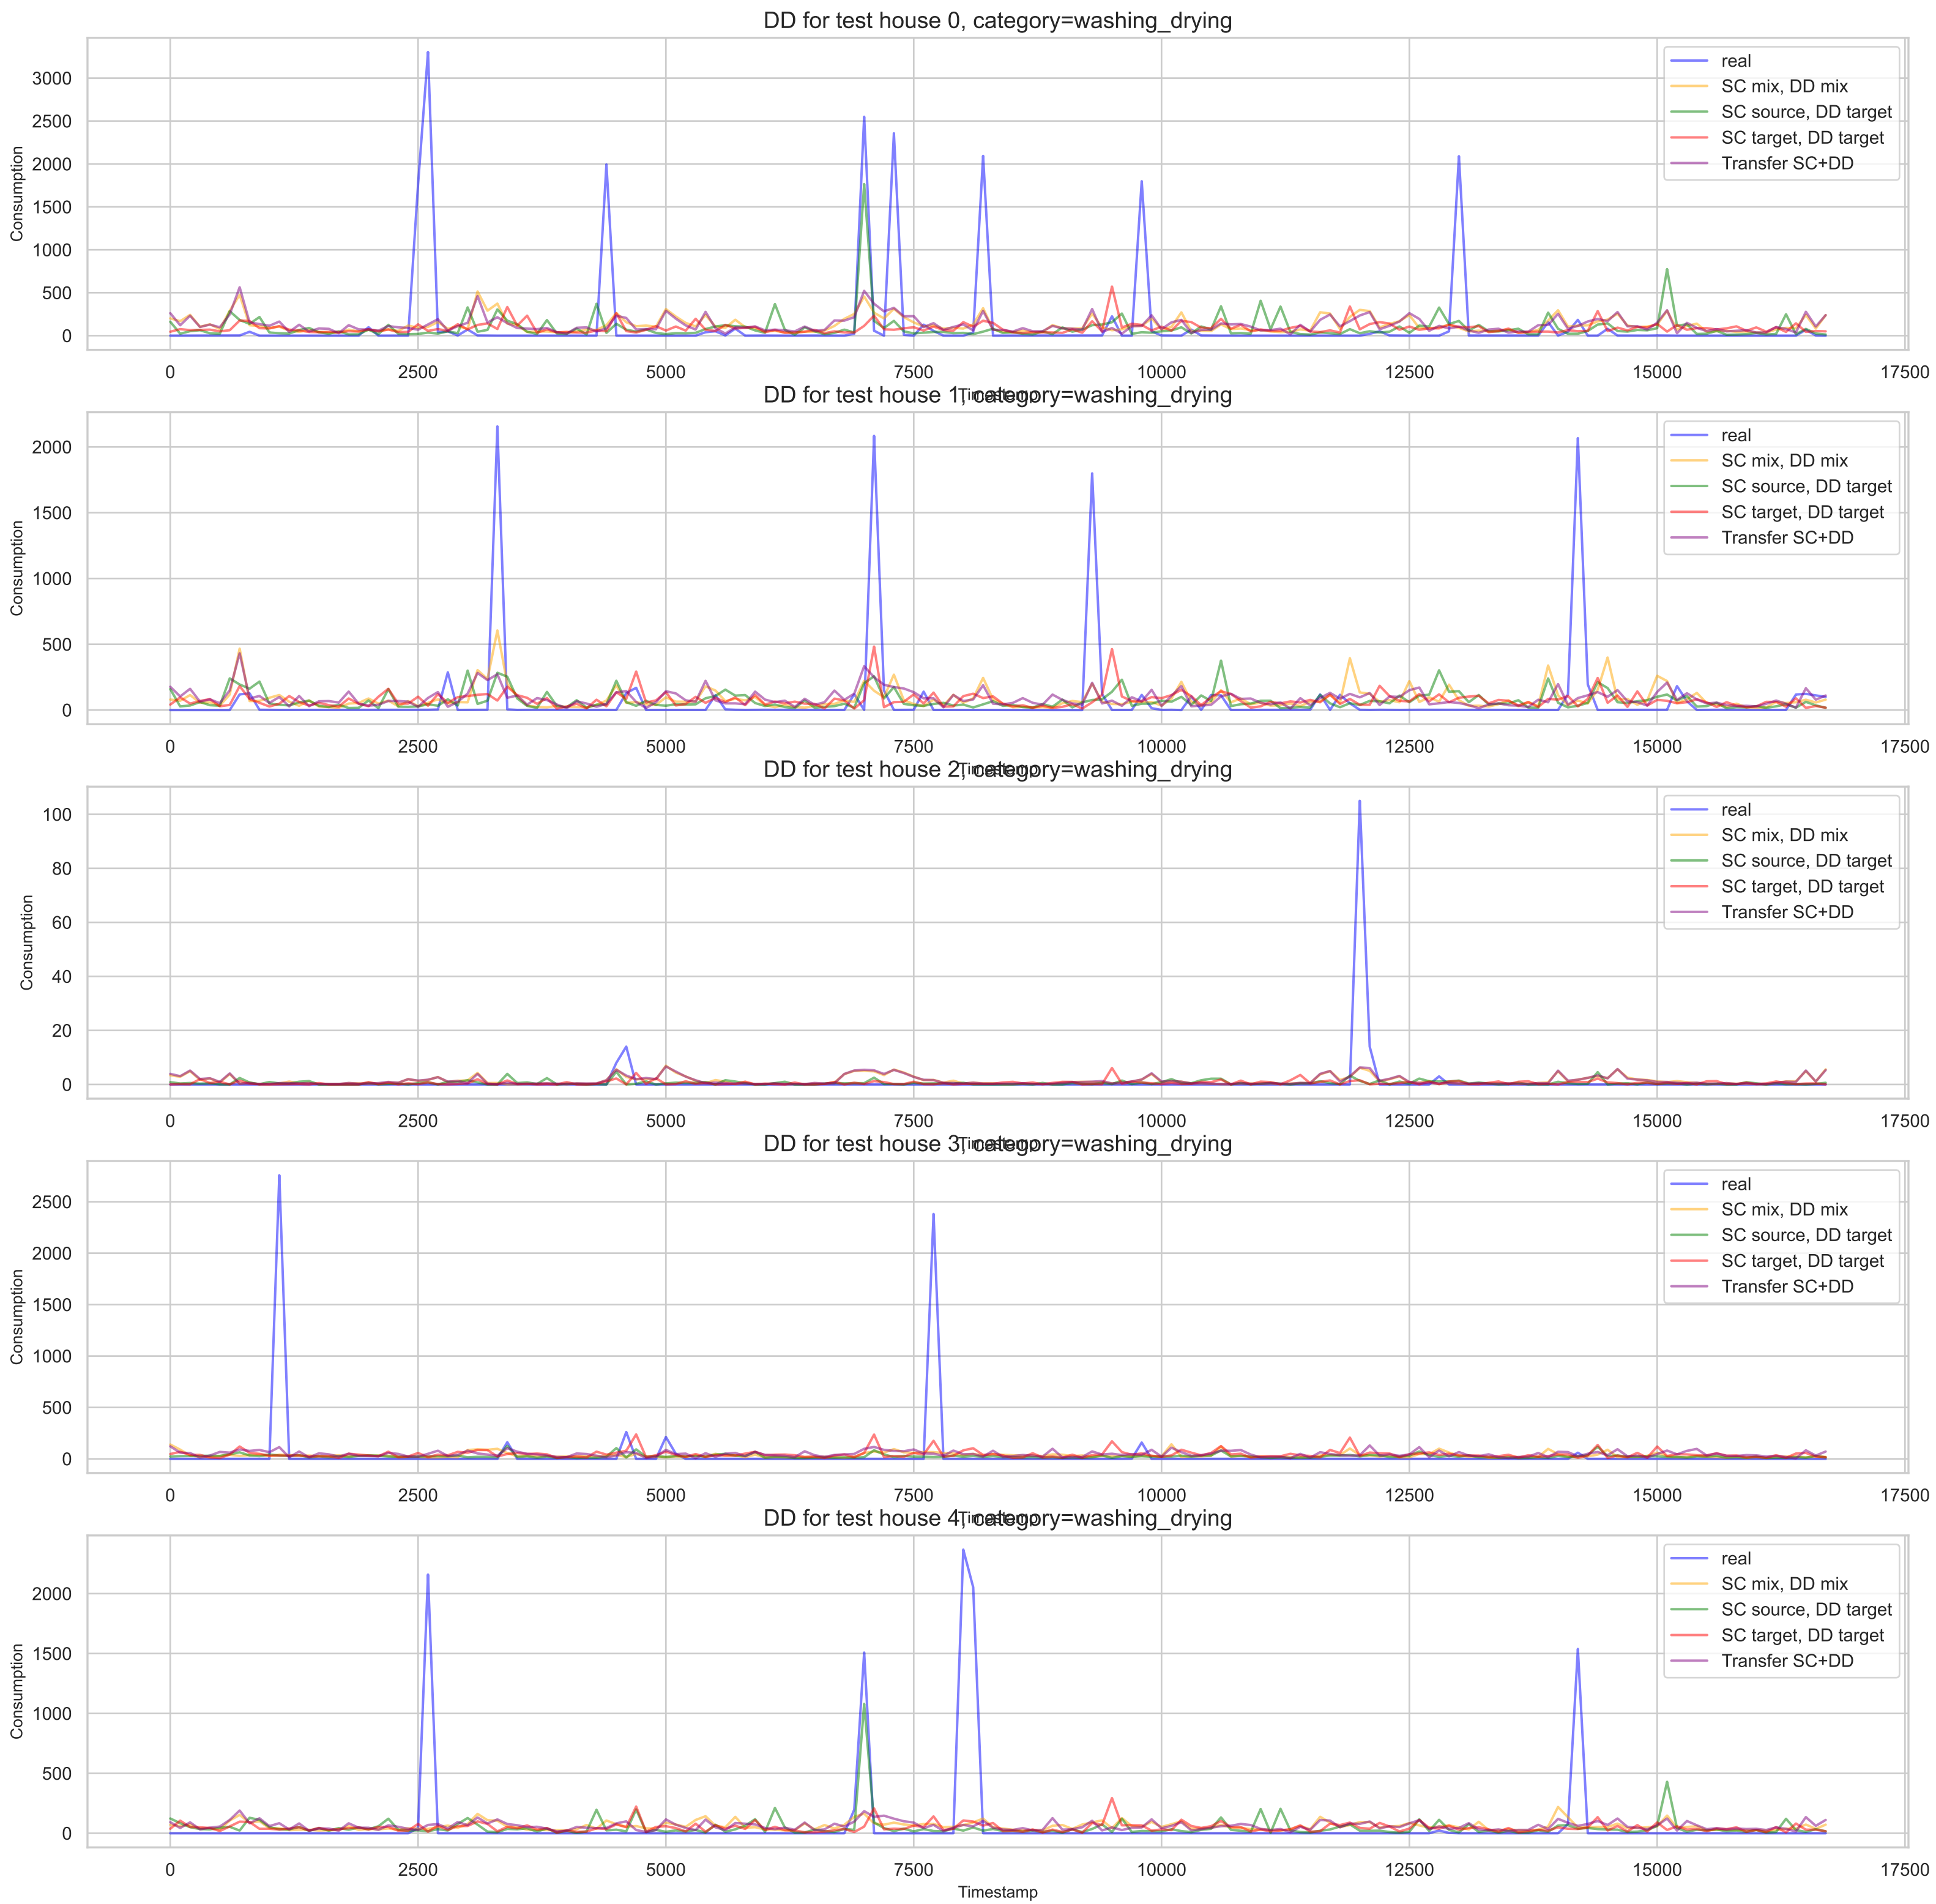 DD for test house 0, category=washing_drying
Consumption
3000
2500
2000
1500
1000
500
0
real
SC mix, DD mix
SC source, DD target
SC target, DD target
Transfer SC+DD
0 2500 5000 7500 10000 12500 15000 17500
Timestamp
DD for test house 1, category=washing_drying
Consumption
2000
1500
1000
500
0
real
SC mix, DD mix
SC source, DD target
SC target, DD target
Transfer SC+DD
0 2500 5000 7500 10000 12500 15000 17500
Timestamp
DD for test house 2, category=washing_drying
Consumption
100
80
60
40
20
0
real
SC mix, DD mix
SC source, DD target
SC target, DD target
Transfer SC+DD
0 2500 5000 7500 10000 12500 15000 17500
Timestamp
DD for test house 3, category=washing_drying
Consumption
2500
2000
1500
1000
500
0
real
SC mix, DD mix
SC source, DD target
SC target, DD target
Transfer SC+DD
0 2500 5000 7500 10000 12500 15000 17500
Timestamp
DD for test house 4, category=washing_drying
Consumption
2000
1500
1000
500
0
real
SC mix, DD mix
SC source, DD target
SC target, DD target
Transfer SC+DD
0 2500 5000 7500 10000 12500 15000 17500
Timestamp